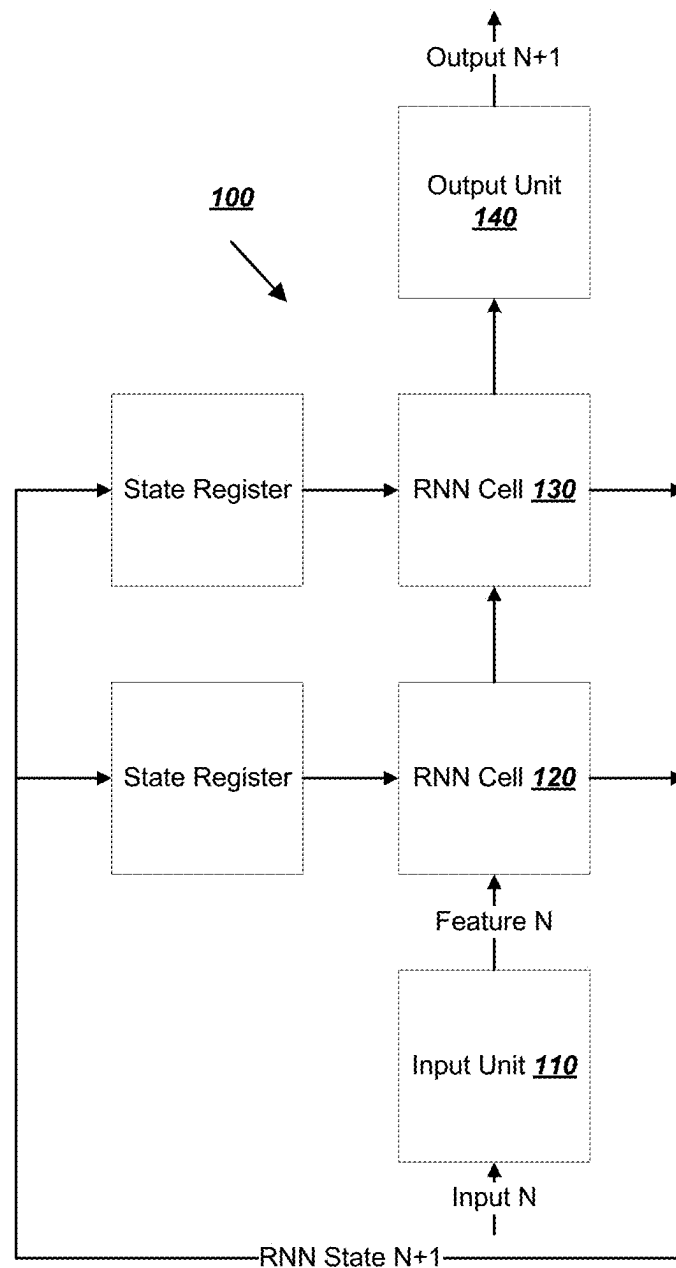 Output N+1
Output Unit
140
100
State Register
RNN Cell 130
State Register
RNN Cell 120
Feature N
Input Unit 110
Input N
RNN State N+1